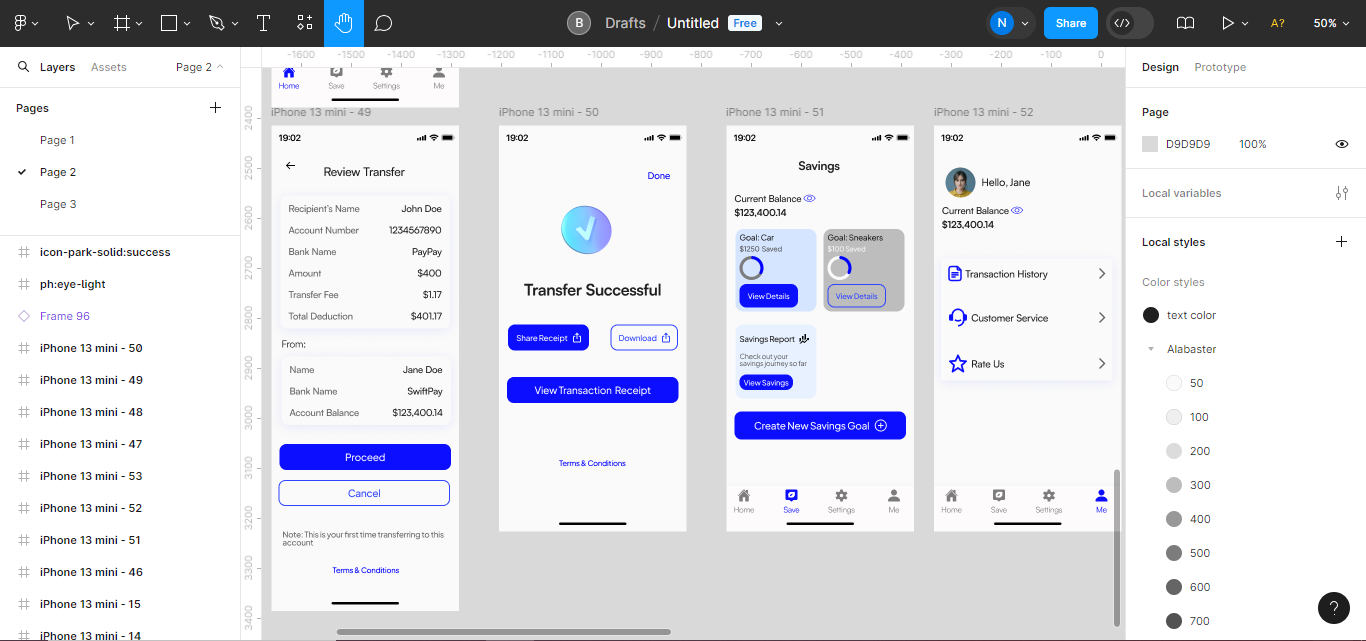 B Drafts / Untitled Free
N
Share
A?
50%
Layers
Assets
Page 2
Pages
Page 1
Page 2
Page 3
icon-park-solid:success
ph:eye-light
Frame 96
iPhone 13 mini - 50
iPhone 13 mini - 49
iPhone 13 mini - 48
iPhone 13 mini - 47
iPhone 13 mini - 53
iPhone 13 mini - 52
iPhone 13 mini - 51
iPhone 13 mini - 46
iPhone 13 mini - 15
iPhone 13 mini - 14
-1600 -1500 -1400 -1300 -1200 -1100 -1000 -900 -800 -700 -600 -500 -400 -300 -200 -100 0
2400
2500
2600
2700
2800
2900
3000
3100
3200
3300
3400
Home Save Settings Me
iPhone 13 mini - 49
19:02
Review Transfer
Recipient's Name John Doe
Account Number 1234567890
Bank Name PayPay
Amount $400
Transfer Fee $1.17
Total Deduction $401.17
From:
Name Jane Doe
Bank Name SwiftPay
Account Balance $123,400.14
Proceed
Cancel
Note: This is your first time transferring to this
account
Terms & Conditions
iPhone 13 mini - 50
19:02
Done
Transfer Successful
Share Receipt
Download
View Transaction Receipt
Terms & Conditions
iPhone 13 mini - 51
19:02
Savings
Current Balance
$123,400.14
Goal: Car
$1250 Saved
View Details
Goal: Sneakers
$100 Saved
View Details
Savings Report
Check out your
savings journey so far
View Savings
Create New Savings Goal
Home Save Settings Me
iPhone 13 mini - 52
19:02
Hello, Jane
Current Balance
$123,400.14
Transaction History
Customer Service
Rate Us
Home Save Settings Me
Design
Prototype
Page
D9D9D9 100%
Local variables
Local styles
Color styles
text color
Alabaster
50
100
200
300
400
500
600
700
?